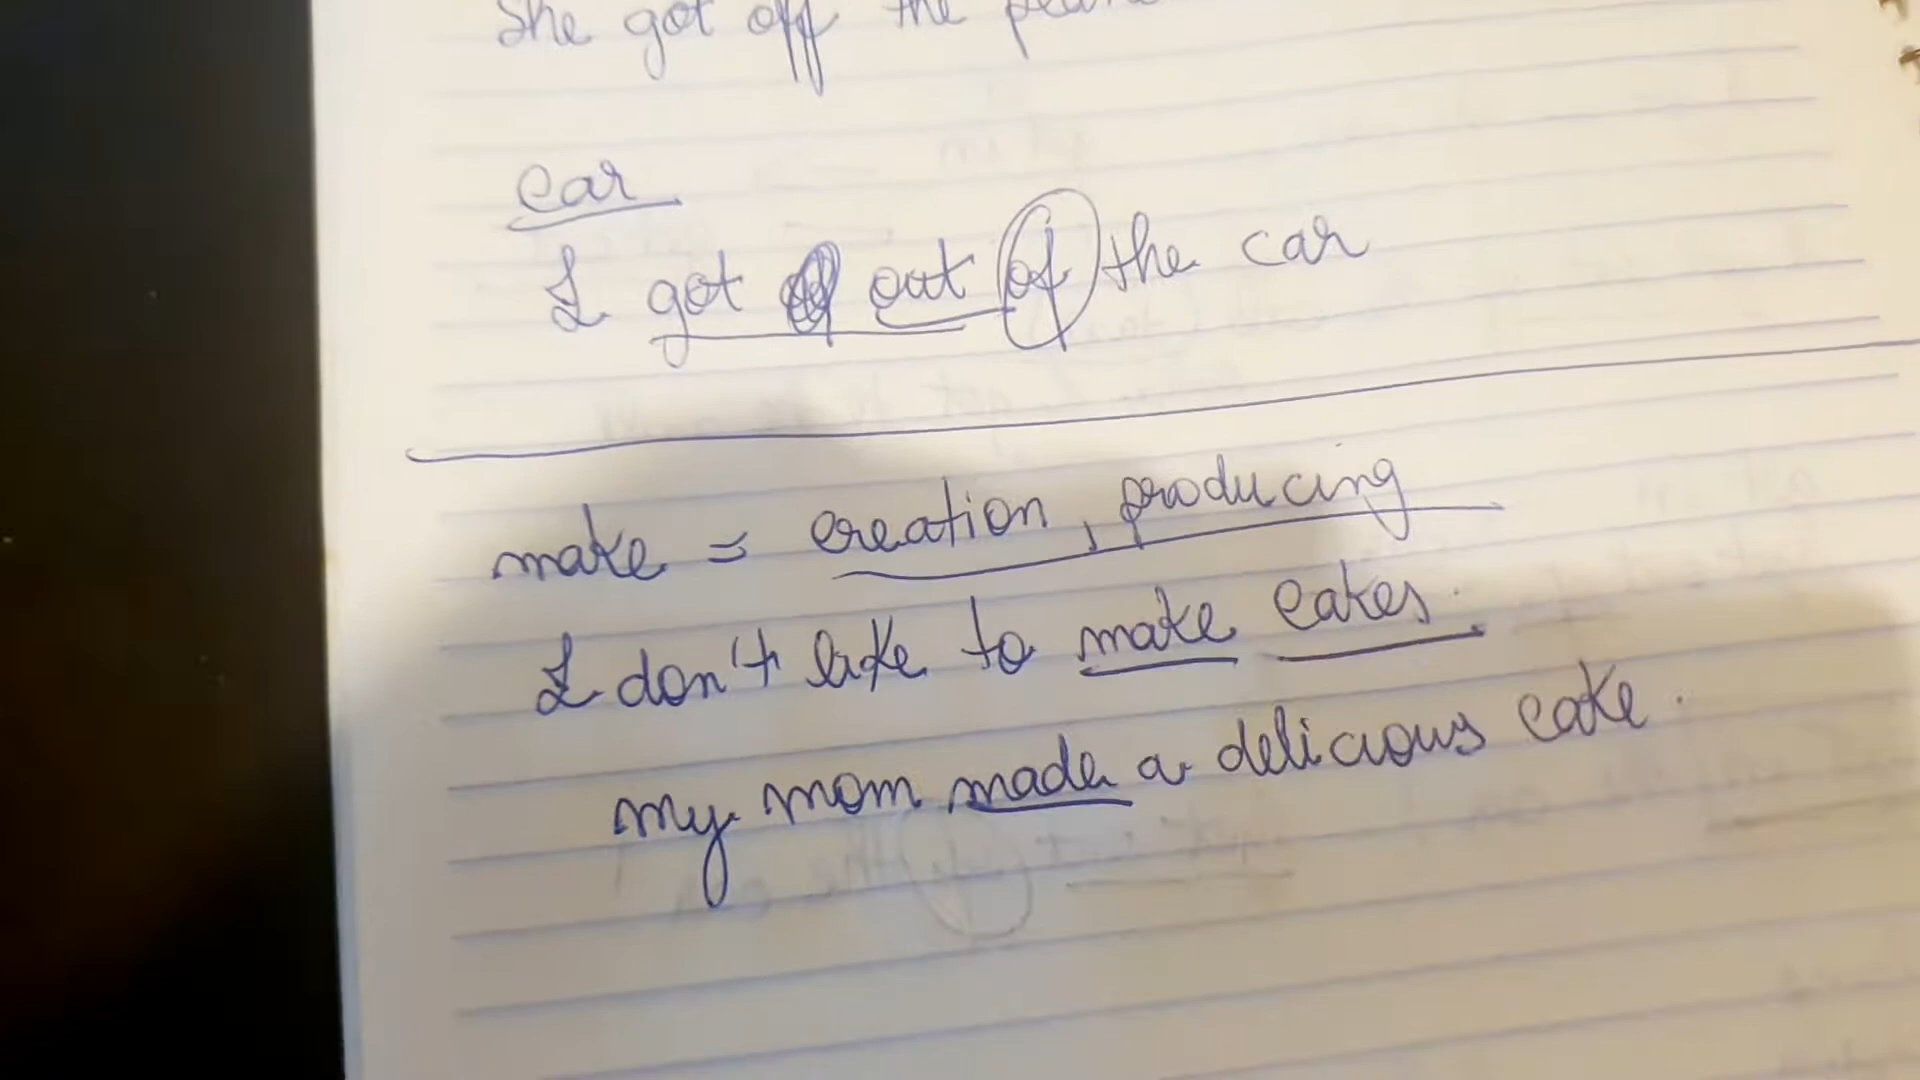 She got off the
car
I got out of the car
make = creation, producing
I don't like to make cakes.
my mom made a delicious cake.